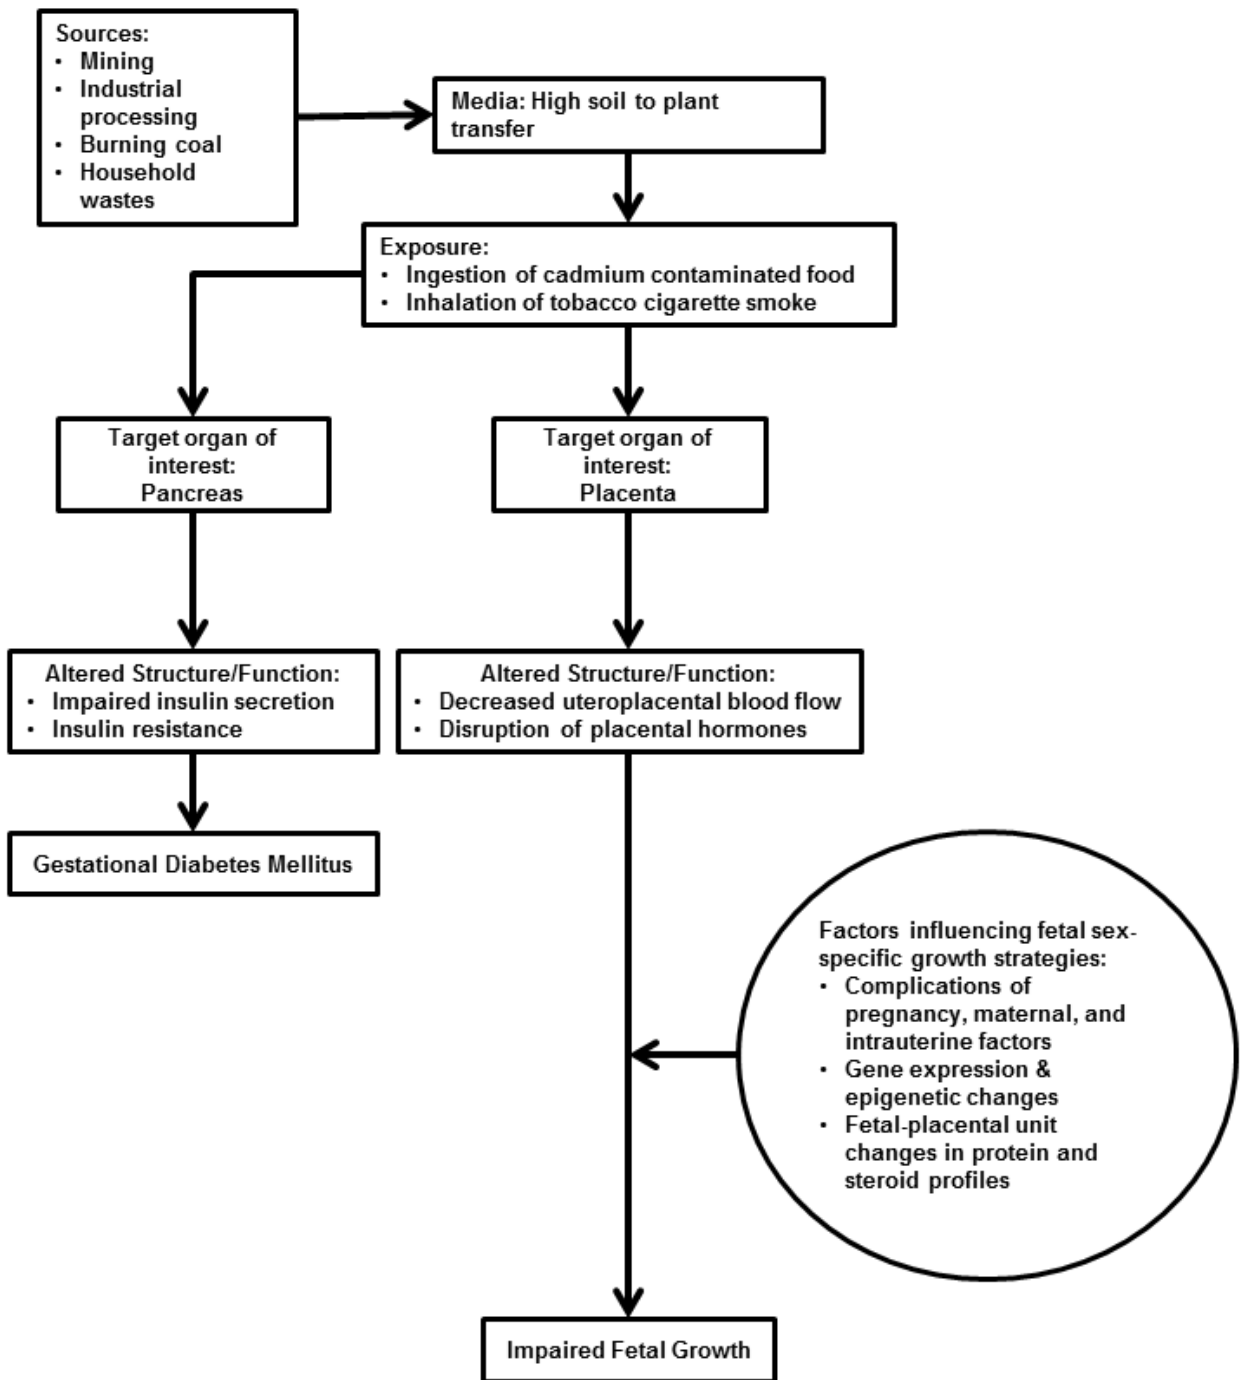 Sources:
• Mining
• Industrial
processing
• Burning coal
• Household
wastes
Media: High soil to plant
transfer
Exposure:
• Ingestion of cadmium contaminated food
• Inhalation of tobacco cigarette smoke
Target organ of
interest:
Pancreas
Target organ of
interest:
Placenta
Altered Structure/Function:
• Impaired insulin secretion
• Insulin resistance
Altered Structure/Function:
• Decreased uteroplacental blood flow
• Disruption of placental hormones
Gestational Diabetes Mellitus
Factors influencing fetal sex-
specific growth strategies:
• Complications of
pregnancy, maternal, and
intrauterine factors
• Gene expression &
epigenetic changes
• Fetal-placental unit
changes in protein and
steroid profiles
Impaired Fetal Growth